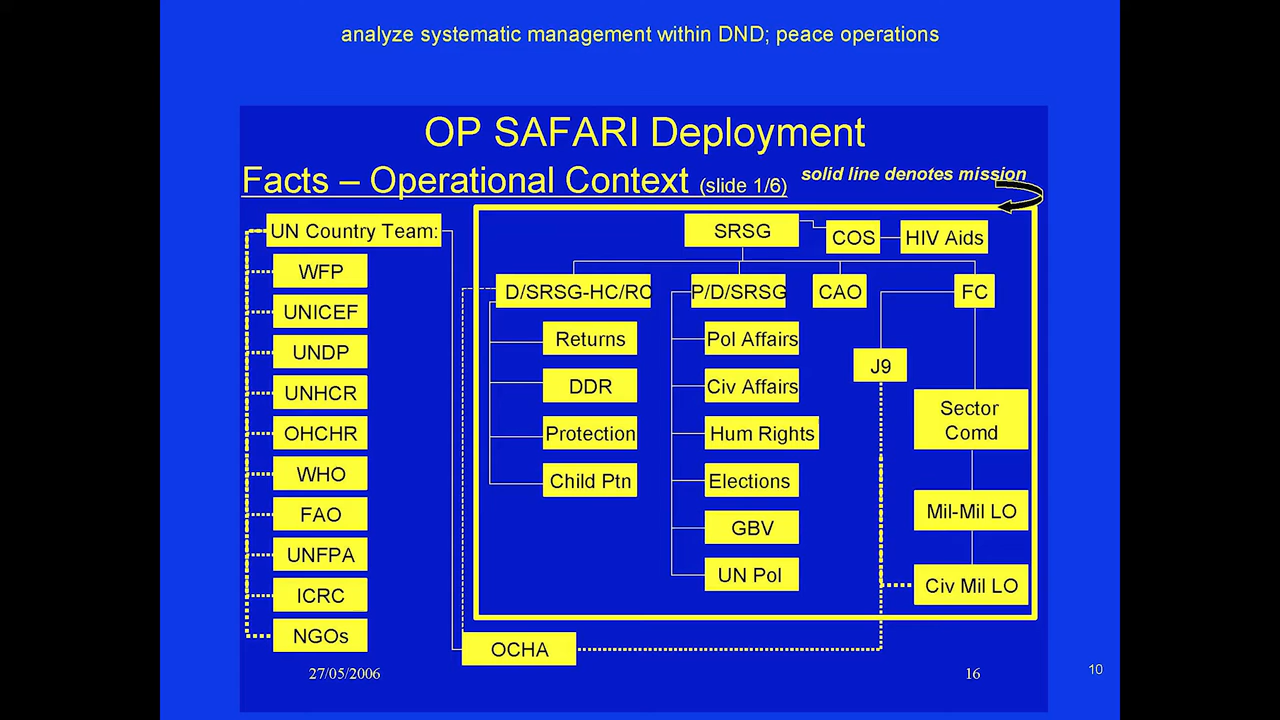 analyze systematic management within DND; peace operations
OP SAFARI Deployment
Facts – Operational Context (slide 1/6)
solid line denotes mission
UN Country Team:
WFP
UNICEF
UNDP
UNHCR
OHCHR
WHO
FAO
UNFPA
ICRC
NGOs
SRSG
COS
HIV Aids
D/SRSG-HC/RC
P/D/SRSG
CAO
FC
Returns
DDR
Protection
Child Ptn
Pol Affairs
Civ Affairs
Hum Rights
Elections
GBV
UN Pol
J9
Sector
Comd
Mil-Mil LO
Civ Mil LO
OCHA
27/05/2006
16
10